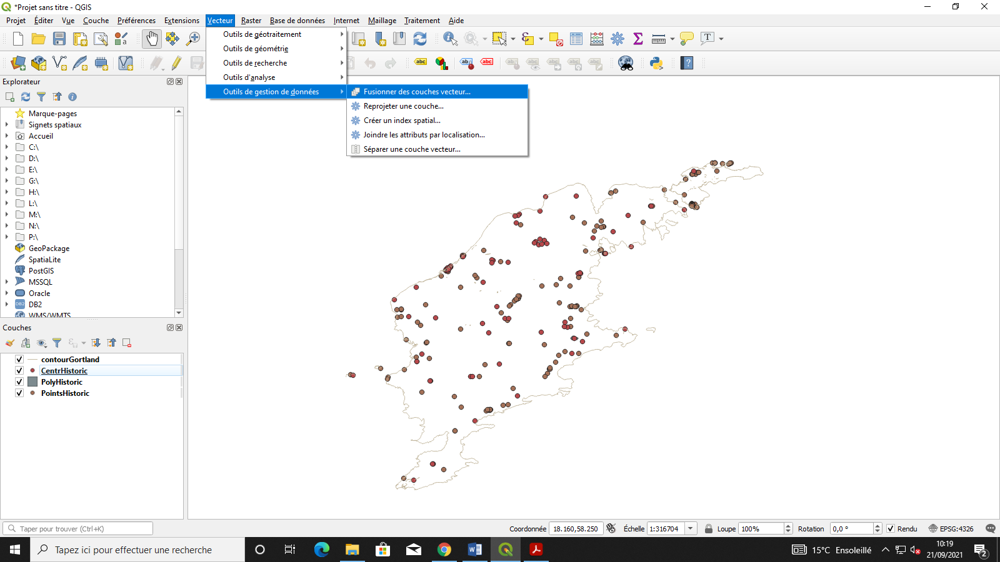 *Projet sans titre - QGIS
Projet Éditer Vue Couche Préférences Extensions Vecteur Raster Base de données Internet Maillage Traitement Aide
Outils de géotraitement
Outils de géométrie
Outils de recherche
Outils d'analyse
Outils de gestion de données
Fusionner des couches vecteur...
Reprojeter une couche...
Créer un index spatial...
Joindre les attributs par localisation...
Séparer une couche vecteur...
T
abc
abc
abc
Explorateur
Marque-pages
Signets spatiaux
Accueil
C:\
D:\
E:\
G:\
H:\
L:\
M:\
N:\
P:\
GeoPackage
SpatiaLite
PostGIS
MSSQL
Oracle
DB2 DB2
WMS/WMTS
Couches
contourGortland
CentrHistoric
PolyHistoric
PointsHistoric
Taper pour trouver (Ctrl+K)
Coordonnée 18.160,58.250 Échelle 1:316704 Loupe 100% Rotation 0,0 ° Rendu EPSG:4326
Tapez ici pour effectuer une recherche
15°C Ensoleillé
10:19
21/09/2021
2